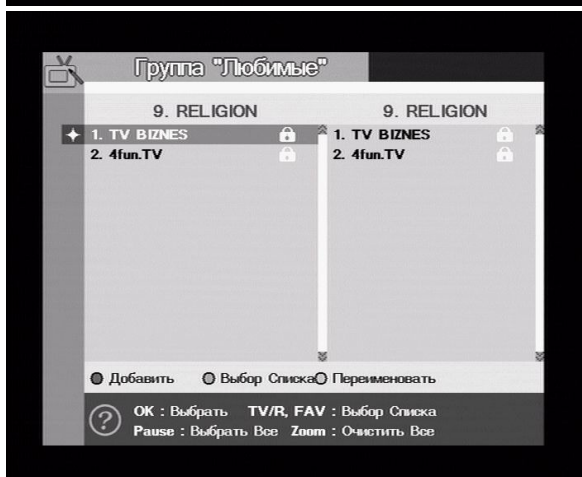 Группа "Любимые"
9. RELIGION
1. TV BIZNES
2. 4fun.TV
9. RELIGION
1. TV BIZNES
2. 4fun.TV
Добавить Выбор Списка Переименовать
? OK : Выбрать TV/R, FAV : Выбор Списка
Pause : Выбрать Все Zoom : Очистить Все